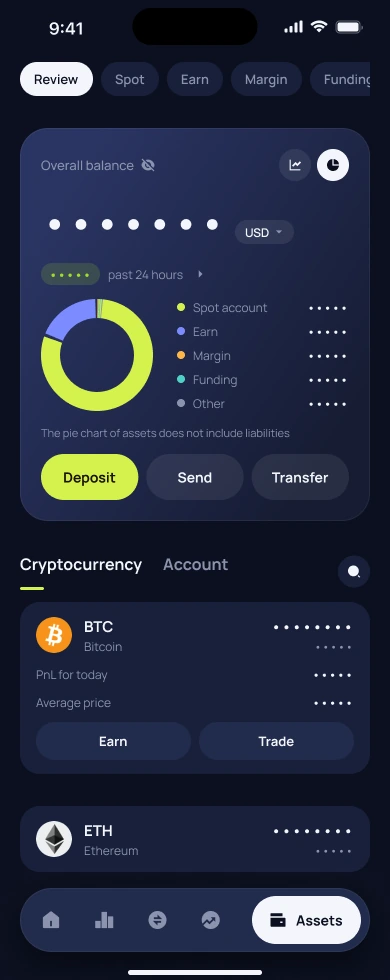 9:41
Review Spot Earn Margin Funding
Overall balance
USD
past 24 hours
Spot account
Earn
Margin
Funding
Other
The pie chart of assets does not include liabilities
Deposit Send Transfer
Cryptocurrency Account
BTC
Bitcoin
PnL for today
Average price
Earn Trade
ETH
Ethereum
Assets